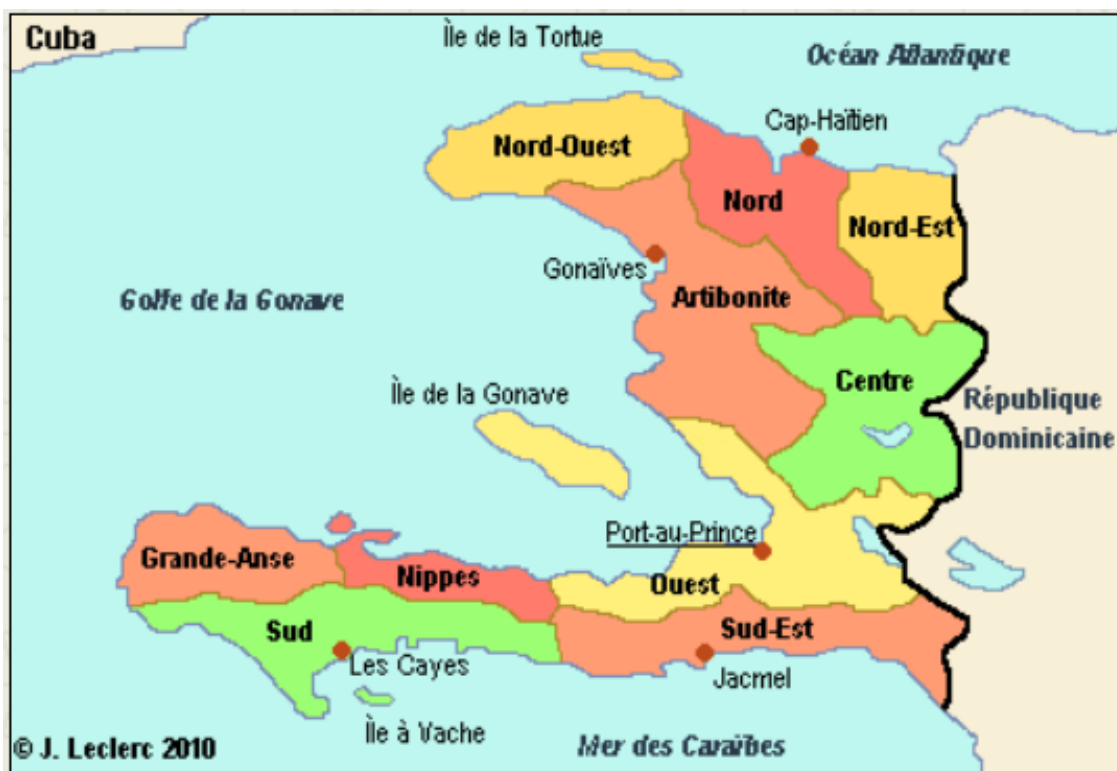 Cuba
Île de la Tortue
Océan Atlantique
Cap-Haïtien
Nord-Ouest
Nord
Nord-Est
Gonaïves
Artibonite
Golfe de la Gonave
Centre
Île de la Gonave
République
Dominicaine
Port-au-Prince
Grande-Anse
Nippes
Ouest
Sud
Sud-Est
Les Cayes
Jacmel
Île à Vache
© J. Leclerc 2010
Mer des Caraïbes